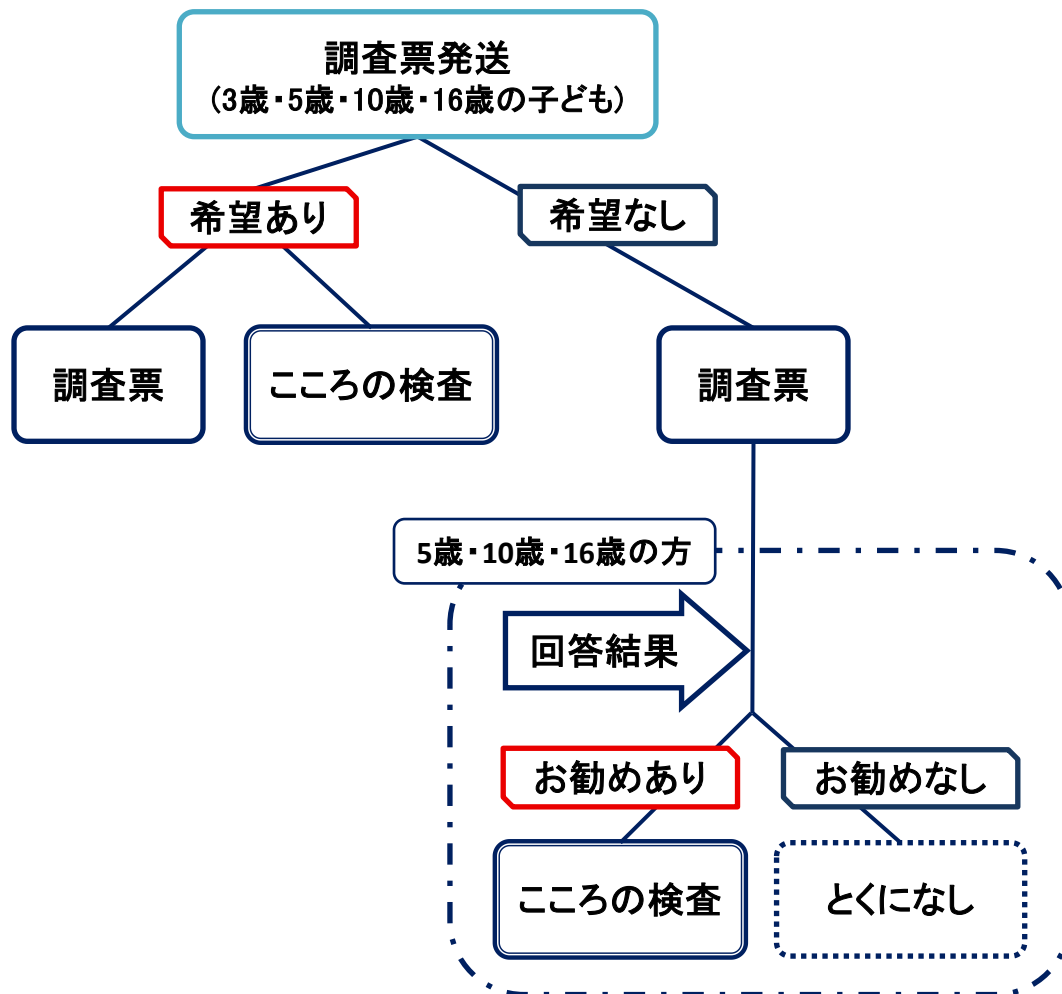 調査票発送
（3歳・5歳・10歳・16歳の子ども）
希望あり
希望なし
調査票
こころの検査
調査票
5歳・10歳・16歳の方
回答結果
お勧めあり
お勧めなし
こころの検査
とくになし